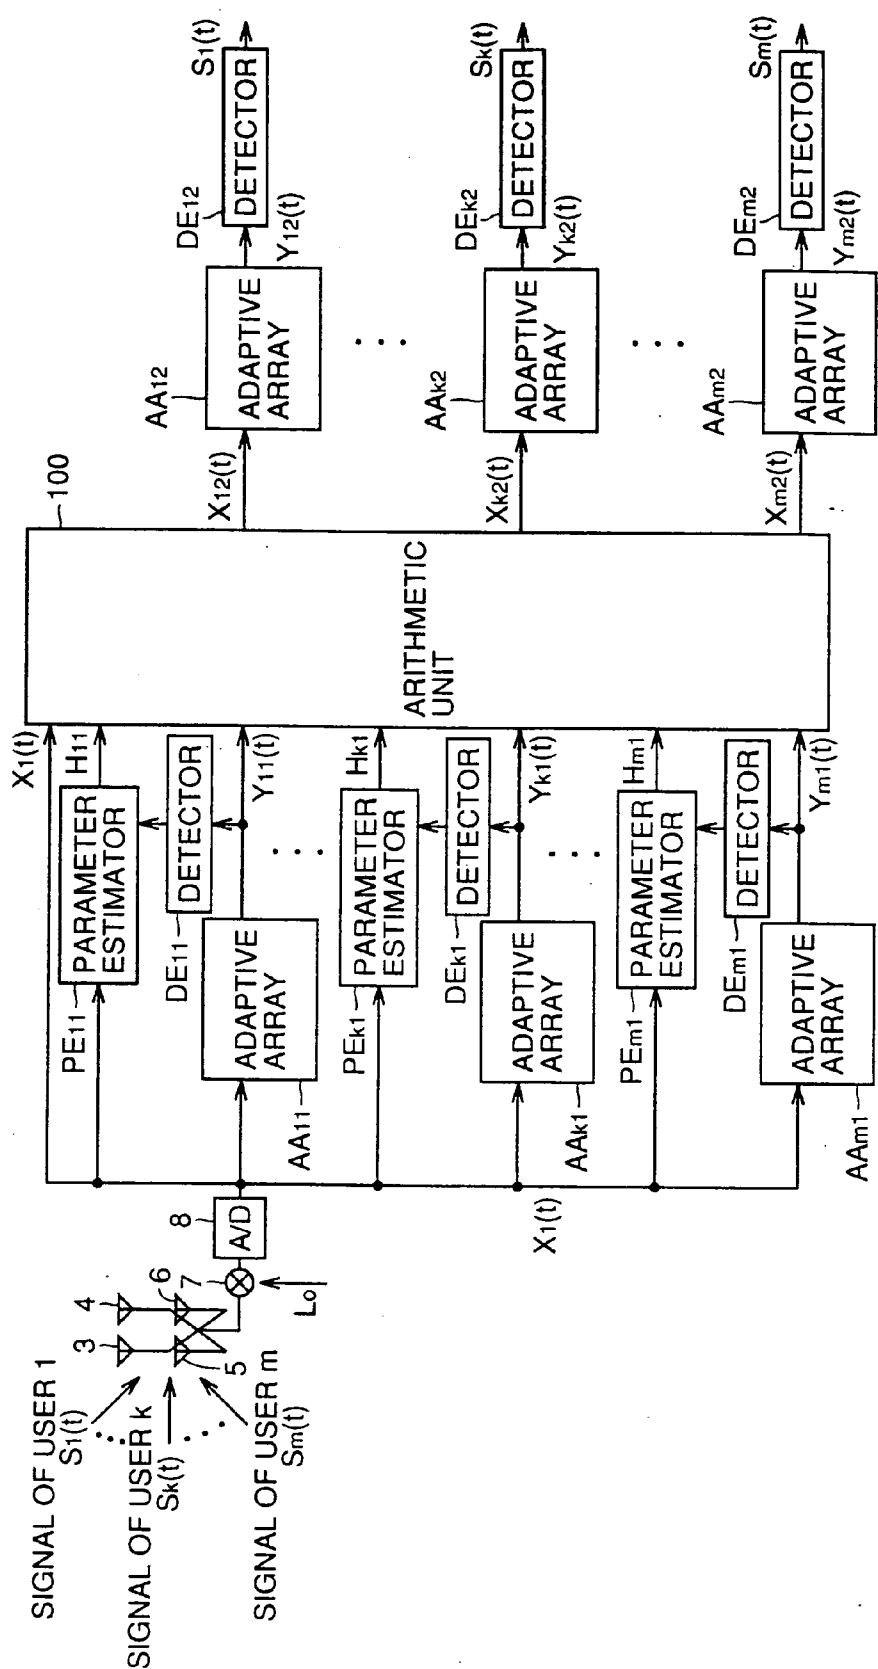 SIGNAL OF USER 1
S1(t)
SIGNAL OF USER k
Sk(t)
SIGNAL OF USER m
Sm(t)
3
4
5
6
7
Lo
8
A/D
X1(t)
X1(t)
PE11
PARAMETER
ESTIMATOR
H11
DE11
DETECTOR
AA11
ADAPTIVE
ARRAY
Y11(t)
PEk1
PARAMETER
ESTIMATOR
Hk1
DEk1
DETECTOR
AAk1
ADAPTIVE
ARRAY
Yk1(t)
PEm1
PARAMETER
ESTIMATOR
Hm1
DEm1
DETECTOR
AAm1
ADAPTIVE
ARRAY
Ym1(t)
100
ARITHMETIC
UNIT
X12(t)
AA12
ADAPTIVE
ARRAY
Y12(t)
DE12
DETECTOR
S1(t)
Xk2(t)
AAk2
ADAPTIVE
ARRAY
Yk2(t)
DEk2
DETECTOR
Sk(t)
Xm2(t)
AAm2
ADAPTIVE
ARRAY
Ym2(t)
DEm2
DETECTOR
Sm(t)